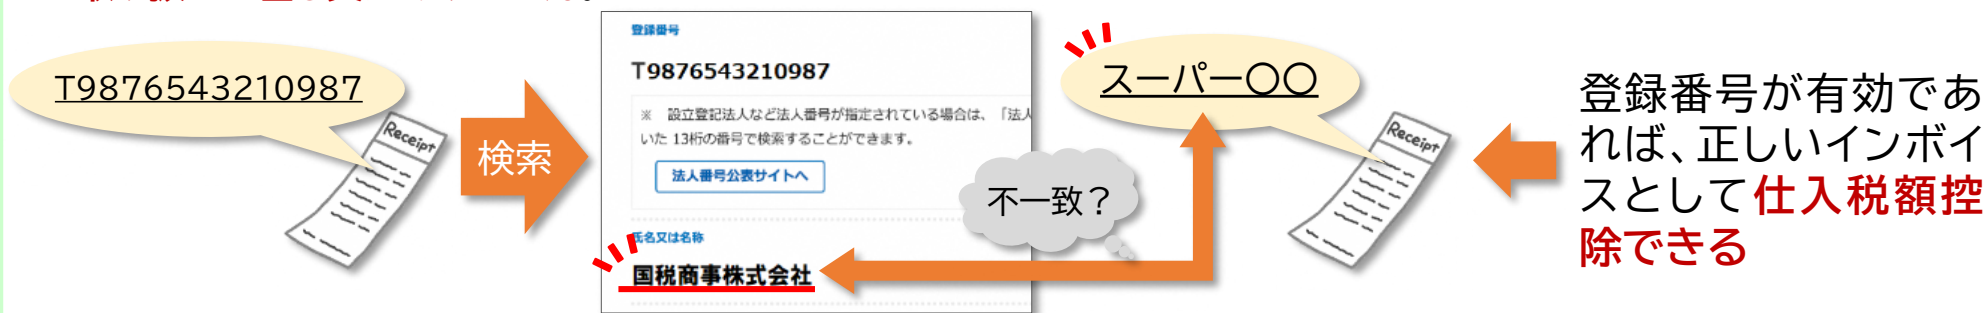 T9876543210987
Receipt
検索
登録番号
T9876543210987
※ 設立登記法人など法人番号が指定されている場合は、「法人
いた 13桁の番号で検索することができます。
法人番号公表サイトへ
氏名又は名称
国税商事株式会社
不一致？
スーパー〇〇
Receipt
登録番号が有効であ
れば、正しいインボイ
スとして仕入税額控
除できる